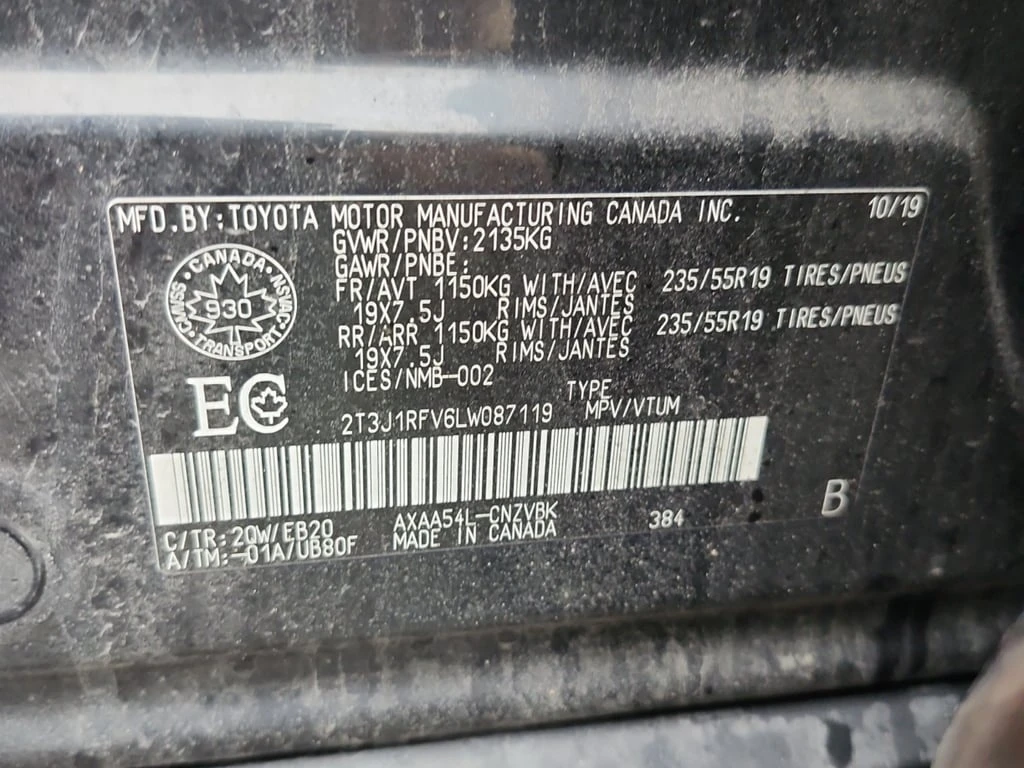 MFD.BY:TOYOTA MOTOR MANUFACTURING CANADA INC. 10/19
GVWR/PNBV:2135KG
GAWR/PNBE:
FR/AVT 1150KG WITH/AVEC 235/55R19 TIRES/PNEUS
19X7.5J RIMS/JANTES
RR/ARR 1150KG WITH/AVEC 235/55R19 TIRES/PNEUS
19X7.5J RIMS/JANTES
ICES/NMB-002
CANADA
CMVSS 930 NSVAC
TRANSPORT
EC
TYPE
2T3J1RFV6LW087119 MPV/VTUM
C/TR:2QW/EB20 AXAA54L-CNZVBK 384 B
A/TM:-01A/UB80F MADE IN CANADA